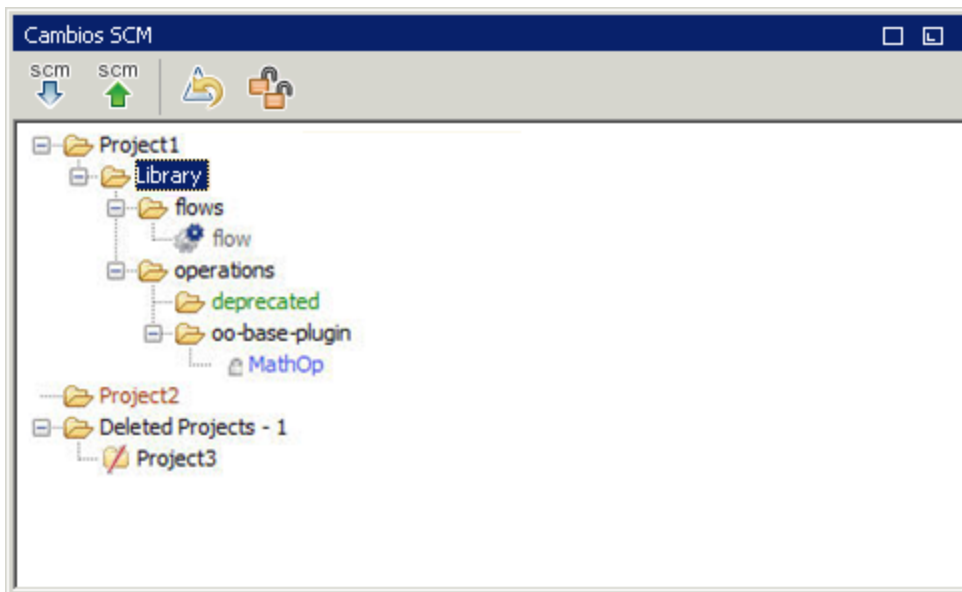 Cambios SCM
scm scm
Project1
Library
flows
flow
operations
deprecated
oo-base-plugin
MathOp
Project2
Deleted Projects - 1
Project3